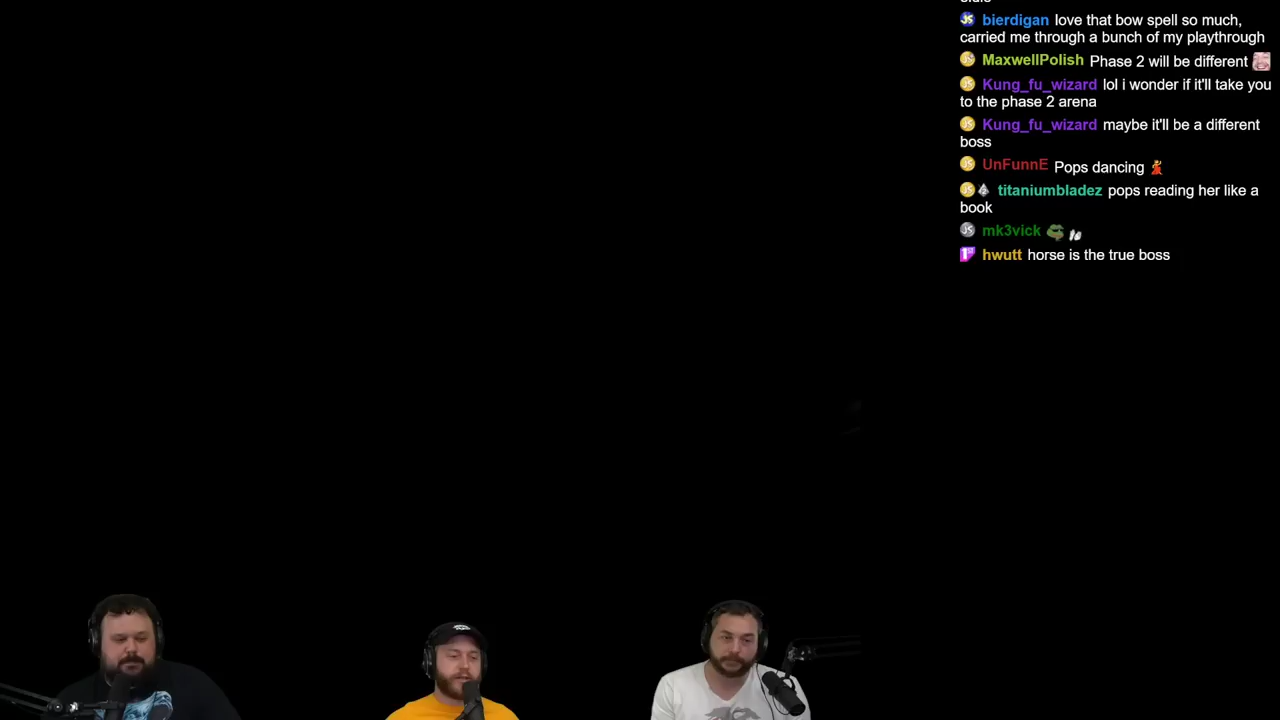 bierdigan love that bow spell so much,
carried me through a bunch of my playthrough
MaxwellPolish Phase 2 will be different
Kung_fu_wizard lol i wonder if it'll take you
to the phase 2 arena
Kung_fu_wizard maybe it'll be a different
boss
UnFunnE Pops dancing
titaniumbladez pops reading her like a
book
mk3vick
hwutt horse is the true boss